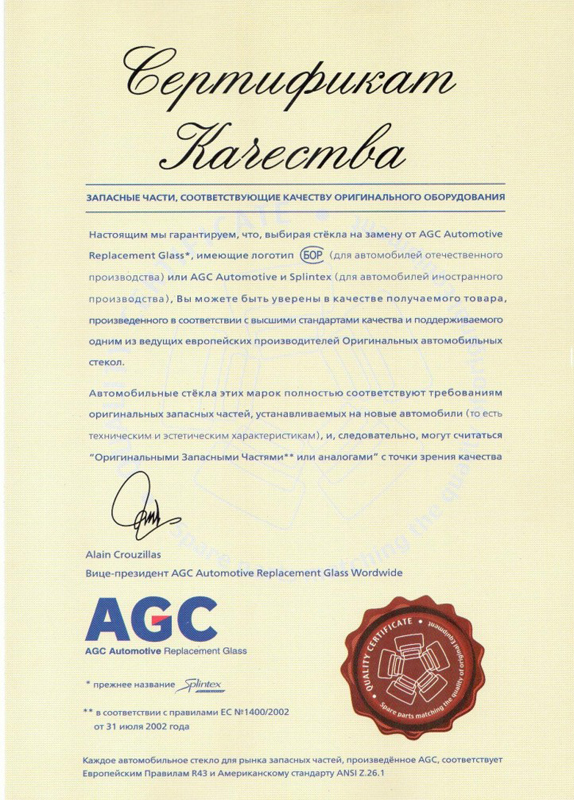 Сертификат
Качества
ЗАПАСНЫЕ ЧАСТИ, СООТВЕТСТВУЮЩИЕ КАЧЕСТВУ ОРИГИНАЛЬНОГО ОБОРУДОВАНИЯ
Настоящим мы гарантируем, что, выбирая стёкла на замену от AGC Automotive
Replacement Glass*, имеющие логотип БОР (для автомобилей отечественного
производства) или AGC Automotive и Splintex (для автомобилей иностранного
производства), Вы можете быть уверены в качестве получаемого товара,
произведенного в соответствии с высшими стандартами качества и поддерживаемого
одним из ведущих европейских производителей Оригинальных автомобильных
стекол.
Автомобильные стёкла этих марок полностью соответствуют требованиям
оригинальных запасных частей, устанавливаемых на новые автомобили (то есть
техническим и эстетическим характеристикам), и, следовательно, могут считаться
"Оригинальными Запасными Частями** или аналогами" с точки зрения качества
Alain Crouzillas
Вице-президент AGC Automotive Replacement Glass Wordwide
AGC
AGC Automotive Replacement Glass
* прежнее название Splintex
** в соответствии с правилами ЕС №1400/2002
от 31 июля 2002 года
QUALITY CERTIFICATE
Spare parts matching the quality of original Equipment
Каждое автомобильное стекло для рынка запасных частей, произведённое AGC, соответствует
Европейским Правилам R43 и Американскому стандарту ANSI Z.26.1